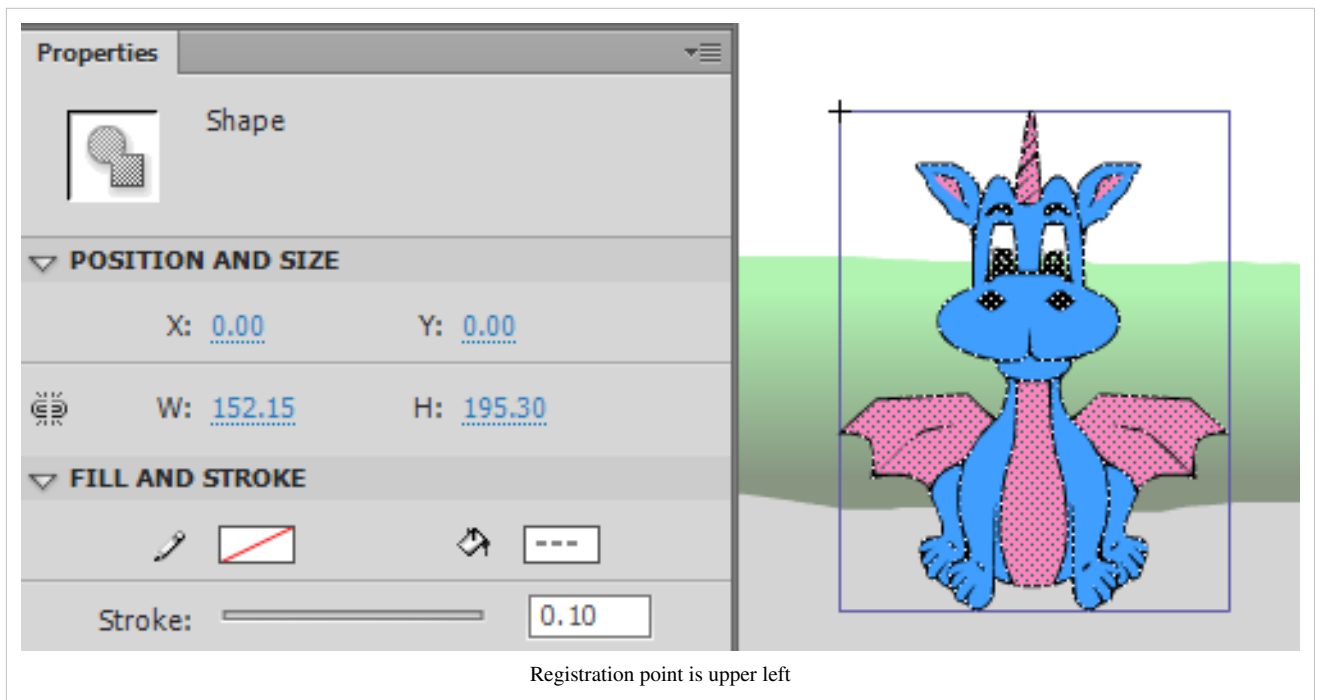 Properties
Shape
POSITION AND SIZE
X: 0.00 Y: 0.00
W: 152.15 H: 195.30
FILL AND STROKE
---
Stroke: 0.10
Registration point is upper left